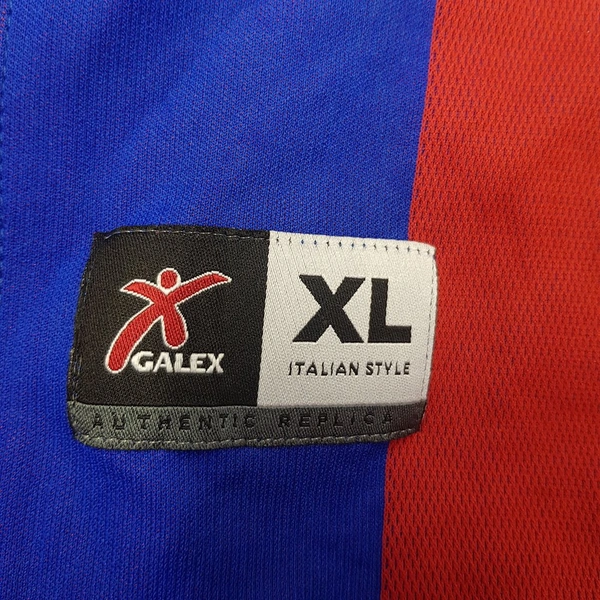 GALEX
XL
ITALIAN STYLE
AUTHENTIC REPLICA